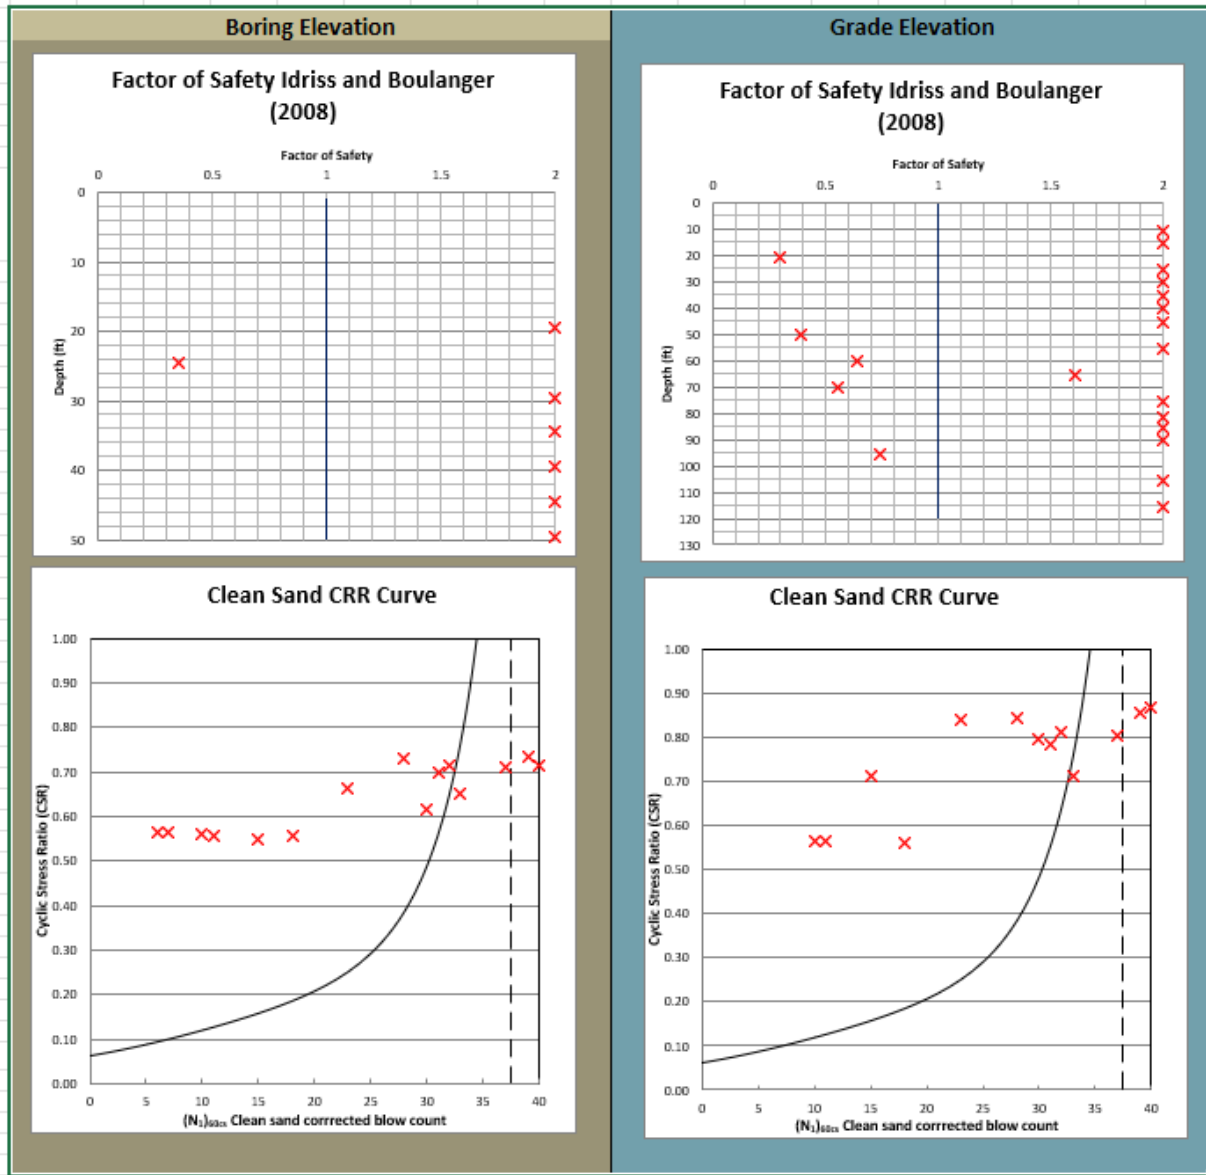 Boring Elevation
Factor of Safety Idriss and Boulanger
(2008)
Factor of Safety
0 0.5 1 1.5 2
0
10
20
30
40
50
Depth (ft)
Clean Sand CRR Curve
1.00
0.90
0.80
0.70
0.60
0.50
0.40
0.30
0.20
0.10
0.00
Cyclic Stress Ratio (CSR)
0 5 10 15 20 25 30 35 40
(N₁)₆₀cs Clean sand corrrected blow count
Grade Elevation
Factor of Safety Idriss and Boulanger
(2008)
Factor of Safety
0 0.5 1 1.5 2
0
10
20
30
40
50
60
70
80
90
100
110
120
130
Depth (ft)
Clean Sand CRR Curve
1.00
0.90
0.80
0.70
0.60
0.50
0.40
0.30
0.20
0.10
0.00
Cyclic Stress Ratio (CSR)
0 5 10 15 20 25 30 35 40
(N₁)₆₀cs Clean sand corrrected blow count